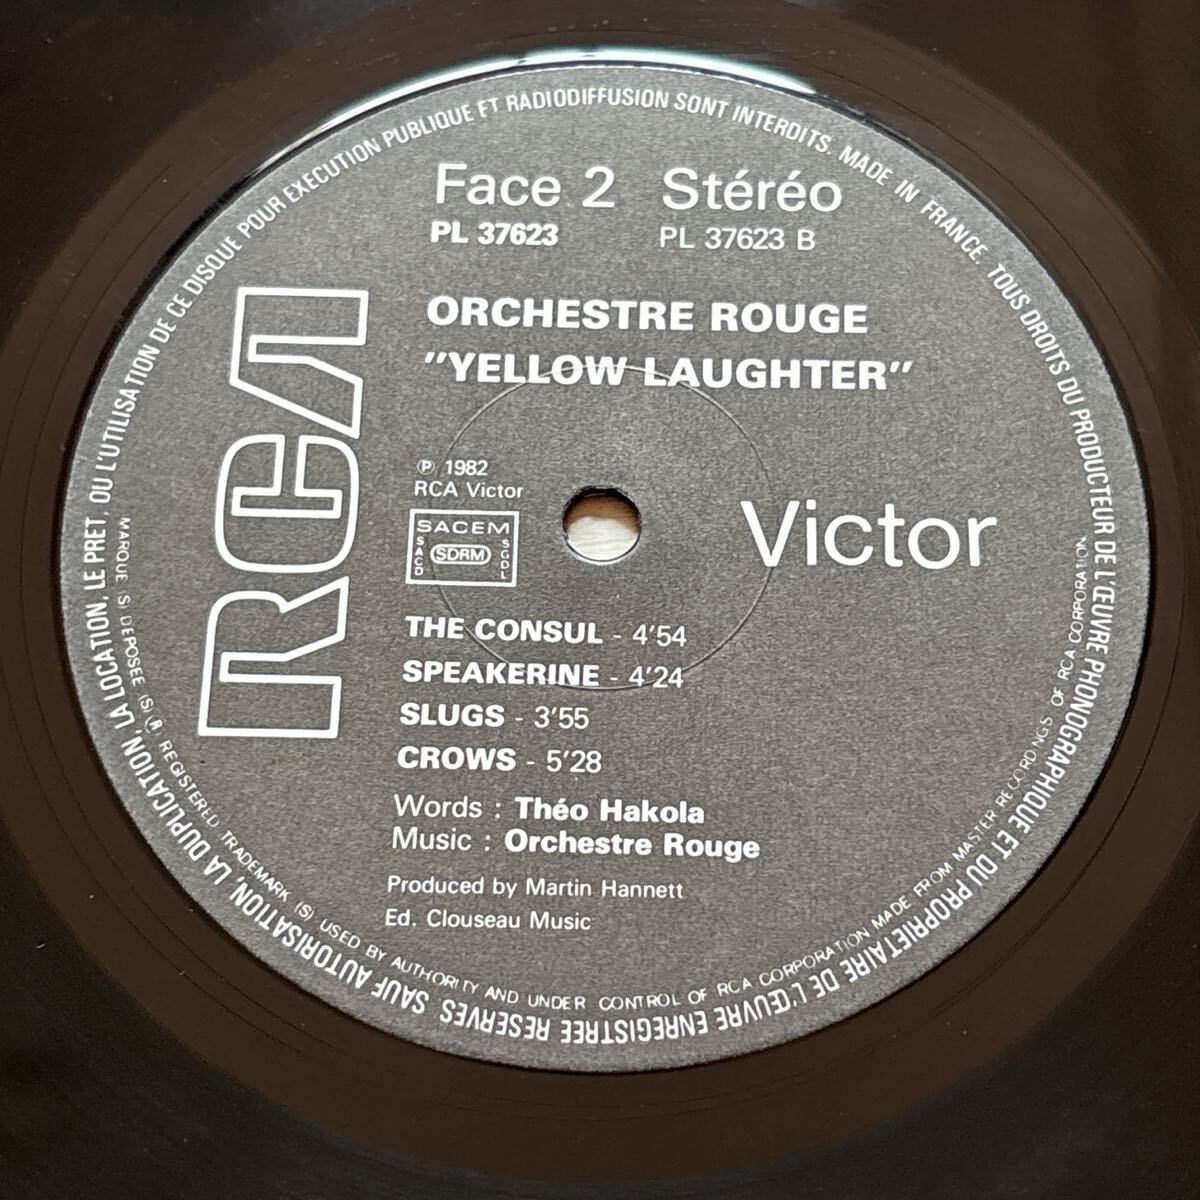 Face 2 Stéréo
PL 37623 PL 37623 B
ORCHESTRE ROUGE
"YELLOW LAUGHTER"
RCA
℗ 1982
RCA Victor
SACEM
SACD
SDRM
SGDL
Victor
THE CONSUL - 4'54
SPEAKERINE - 4'24
SLUGS - 3'55
CROWS - 5'28
Words : Théo Hakola
Music : Orchestre Rouge
Produced by Martin Hannett
Ed. Clouseau Music
MADE IN FRANCE. TOUS DROITS DU PRODUCTEUR DE L'ŒUVRE PHONOGRAPHIQUE ET DU PROPRIETAIRE DE L'ŒUVRE ENREGISTREE RESERVES. SAUF AUTORISATION, LA DUPLICATION, LA LOCATION, LE PRET, OU L'UTILISATION DE CE DISQUE POUR EXECUTION PUBLIQUE ET RADIODIFFUSION SONT INTERDITS.
MARQUE (S) DEPOSEE (S) ® REGISTERED TRADEMARK (S) USED BY AUTHORITY AND UNDER CONTROL OF RCA CORPORATION MADE FROM MASTER RECORDINGS OF RCA CORPORATION